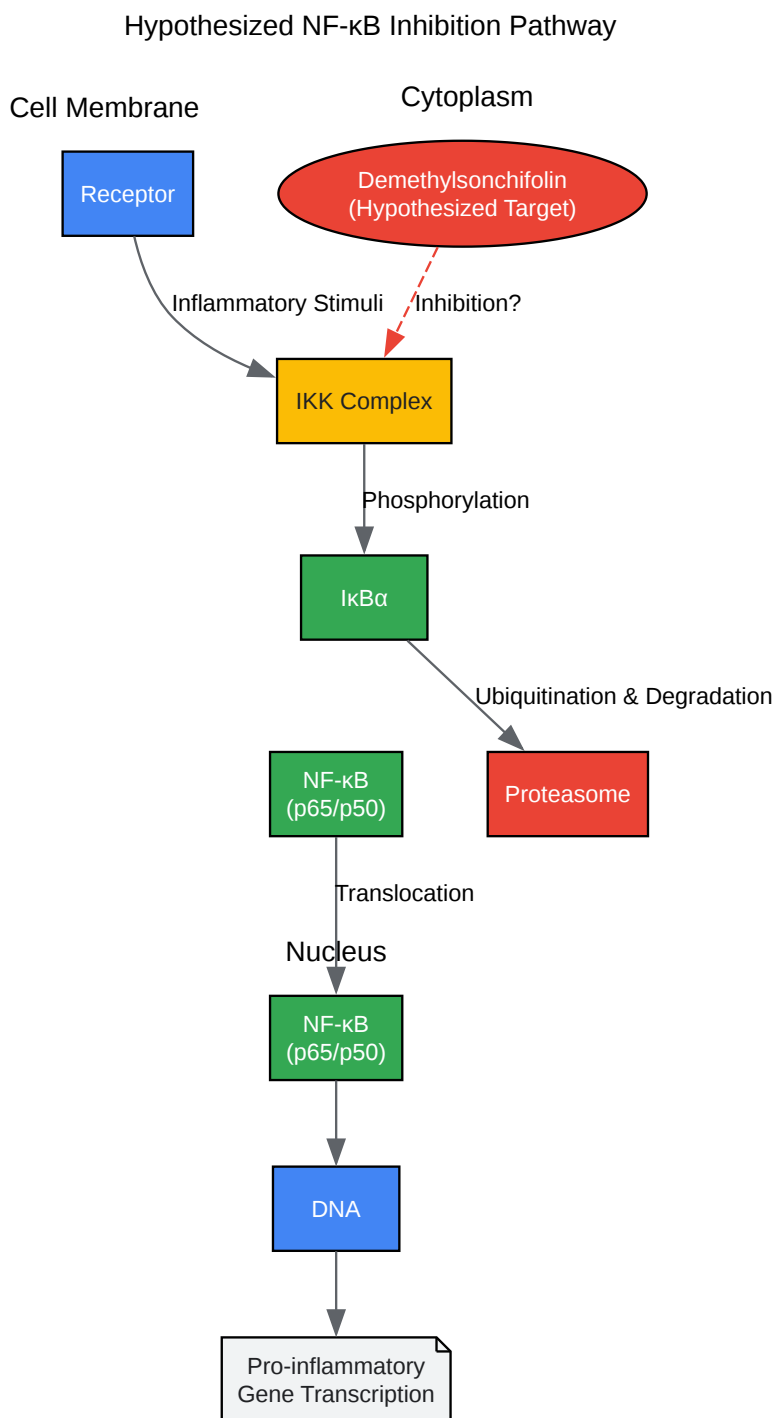 Hypothesized NF-κB Inhibition Pathway
Cell Membrane
Cytoplasm
Receptor
Demethylsonchifolin
(Hypothesized Target)
Inflammatory Stimuli
Inhibition?
IKK Complex
Phosphorylation
IκBα
Ubiquitination & Degradation
NF-κB
(p65/p50)
Proteasome
Translocation
Nucleus
NF-κB
(p65/p50)
DNA
Pro-inflammatory
Gene Transcription